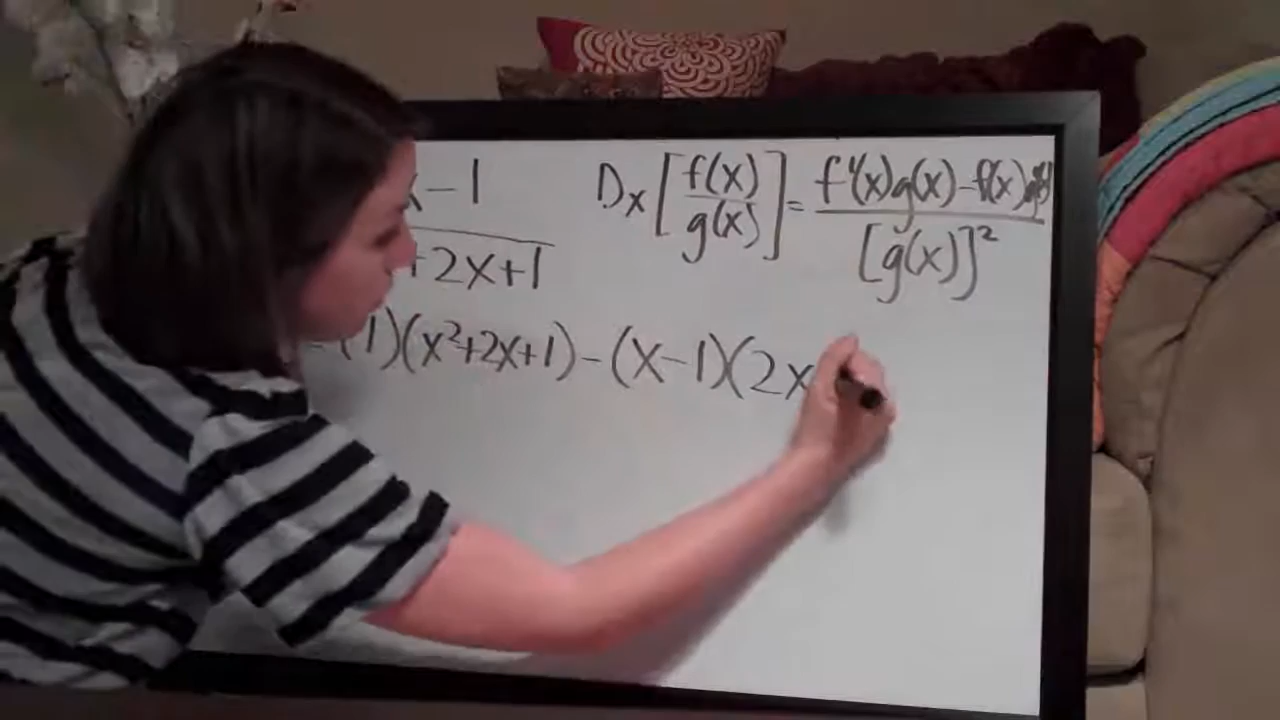 x - 1
+2x+1
Dx [f(x)/g(x)] = f'(x)g(x) - f(x)g'(x)
[g(x)]²
(1)(x²+2x+1) - (x-1)(2x